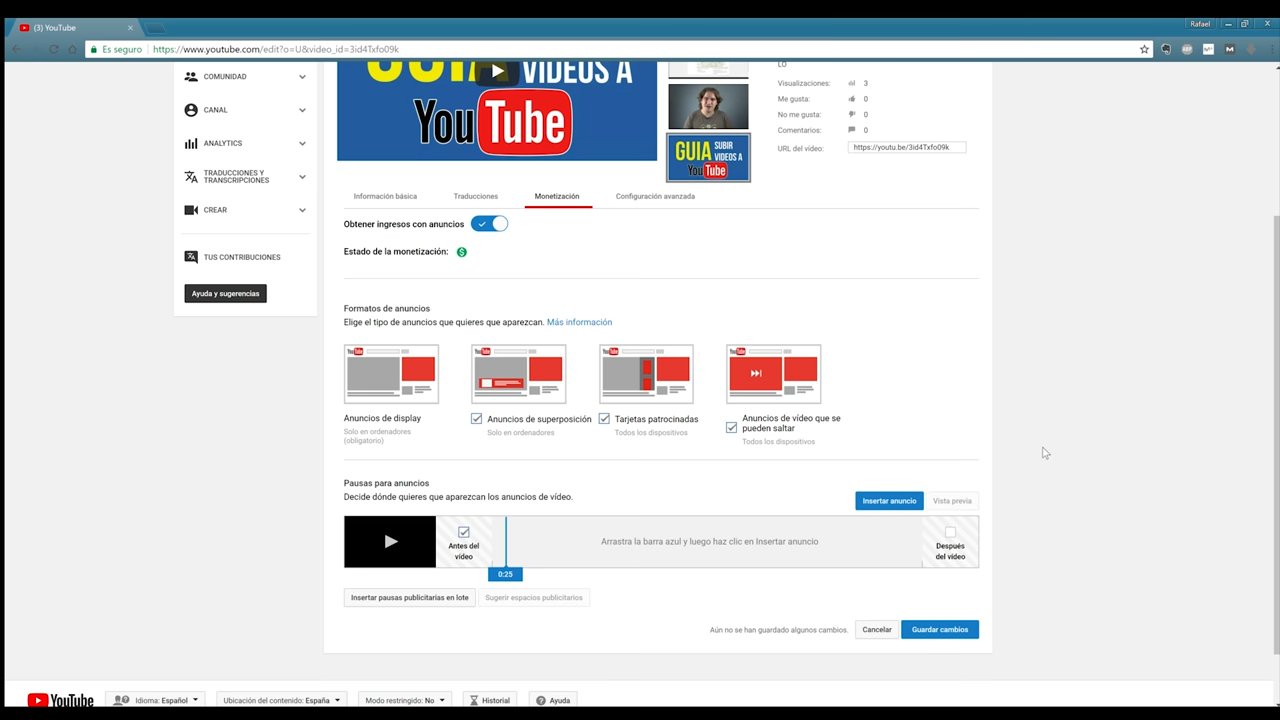 (3) YouTube
Rafael
Es seguro
https://www.youtube.com/edit?o=U&video_id=3id4Txfo09k
COMUNIDAD
CANAL
ANALYTICS
TRADUCCIONES Y
TRANSCRIPCIONES
CREAR
TUS CONTRIBUCIONES
Ayuda y sugerencias
GUIA VIDEOS A
YouTube
GUIA SUBIR
VIDEOS A
YouTube
LO
Visualizaciones: 3
Me gusta: 0
No me gusta: 0
Comentarios: 0
URL del vídeo: https://youtu.be/3id4Txfo09k
Información básica
Traducciones
Monetización
Configuración avanzada
Obtener ingresos con anuncios
Estado de la monetización:
Formatos de anuncios
Elige el tipo de anuncios que quieres que aparezcan. Más información
Anuncios de display
Solo en ordenadores
(obligatorio)
Anuncios de superposición
Solo en ordenadores
Tarjetas patrocinadas
Todos los dispositivos
Anuncios de vídeo que se
pueden saltar
Todos los dispositivos
Pausas para anuncios
Decide dónde quieres que aparezcan los anuncios de vídeo.
Insertar anuncio
Vista previa
Antes del
vídeo
Arrastra la barra azul y luego haz clic en Insertar anuncio
Después
del vídeo
0:25
Insertar pausas publicitarias en lote
Sugerir espacios publicitarios
Aún no se han guardado algunos cambios.
Cancelar
Guardar cambios
YouTube
Idioma: Español
Ubicación del contenido: España
Modo restringido: No
Historial
Ayuda